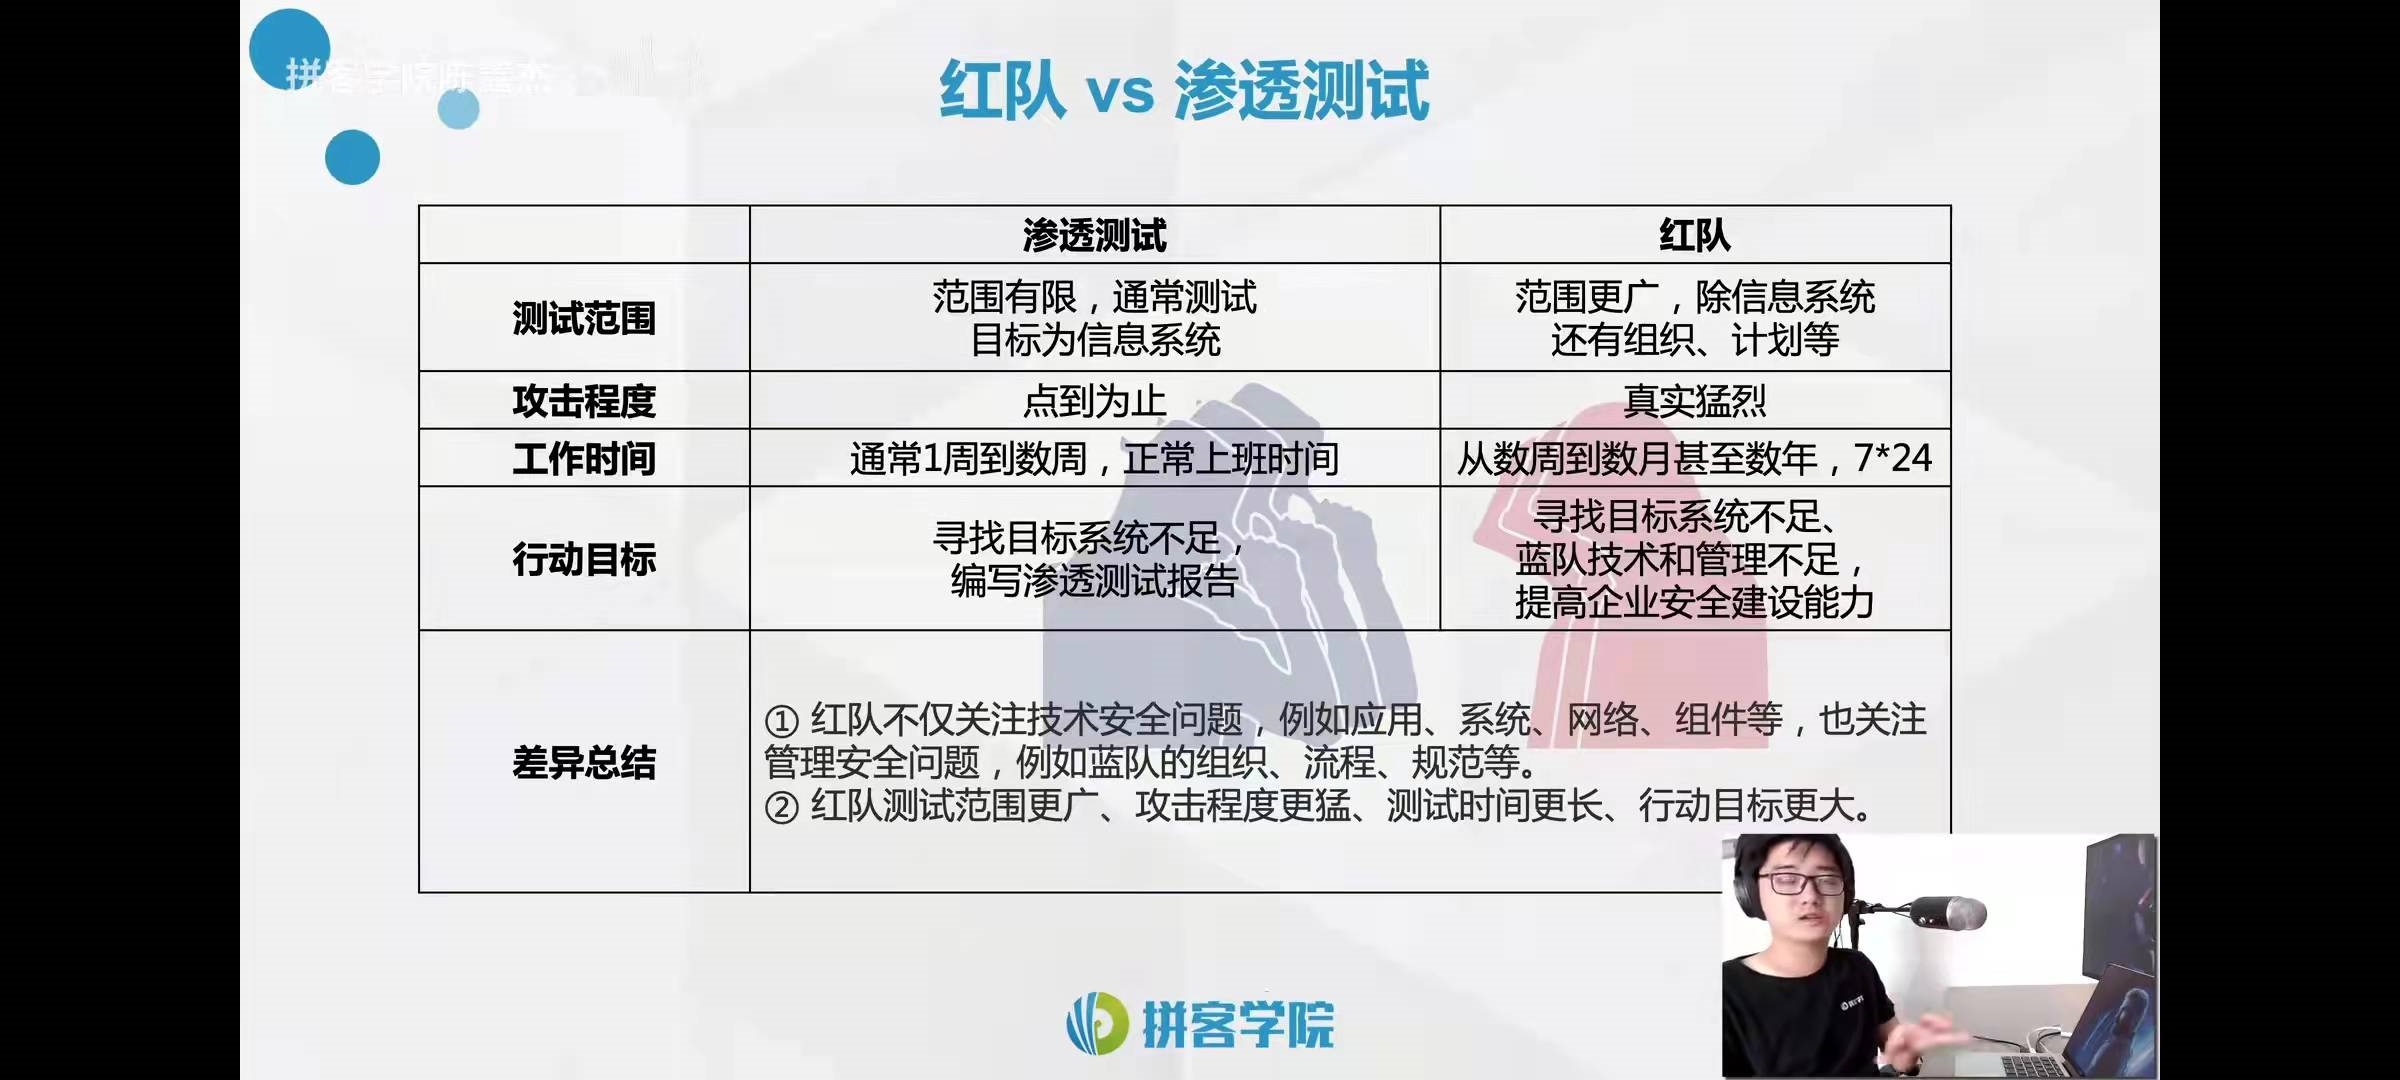 拼客学院陈鑫杰
红队 vs 渗透测试
渗透测试
红队
测试范围
范围有限，通常测试
目标为信息系统
范围更广，除信息系统
还有组织、计划等
攻击程度
点到为止
真实猛烈
工作时间
通常1周到数周，正常上班时间
从数周到数月甚至数年，7*24
行动目标
寻找目标系统不足，
编写渗透测试报告
寻找目标系统不足、
蓝队技术和管理不足，
提高企业安全建设能力
差异总结
① 红队不仅关注技术安全问题，例如应用、系统、网络、组件等，也关注
管理安全问题，例如蓝队的组织、流程、规范等。
② 红队测试范围更广、攻击程度更猛、测试时间更长、行动目标更大。
拼客学院